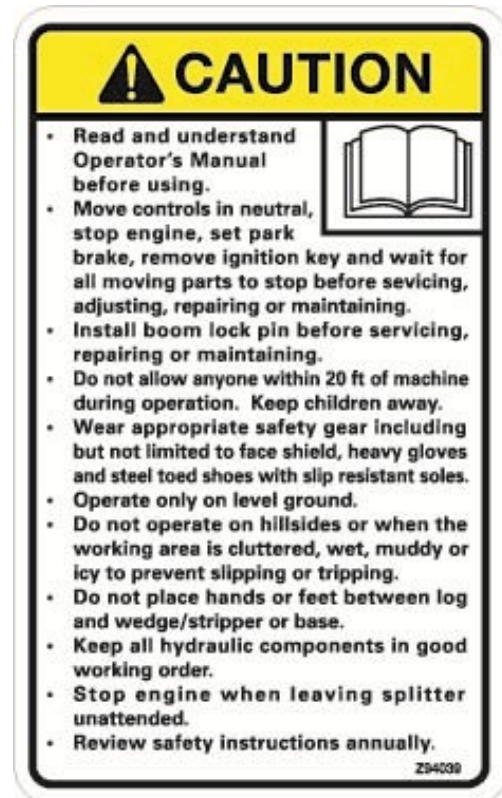 CAUTION
• Read and understand
Operator's Manual
before using.
• Move controls in neutral,
stop engine, set park
brake, remove ignition key and wait for
all moving parts to stop before sevicing,
adjusting, repairing or maintaining.
• Install boom lock pin before servicing,
repairing or maintaining.
• Do not allow anyone within 20 ft of machine
during operation. Keep children away.
• Wear appropriate safety gear including
but not limited to face shield, heavy gloves
and steel toed shoes with slip resistant soles.
• Operate only on level ground.
• Do not operate on hillsides or when the
working area is cluttered, wet, muddy or
icy to prevent slipping or tripping.
• Do not place hands or feet between log
and wedge/stripper or base.
• Keep all hydraulic components in good
working order.
• Stop engine when leaving splitter
unattended.
• Review safety instructions annually.
Z94039